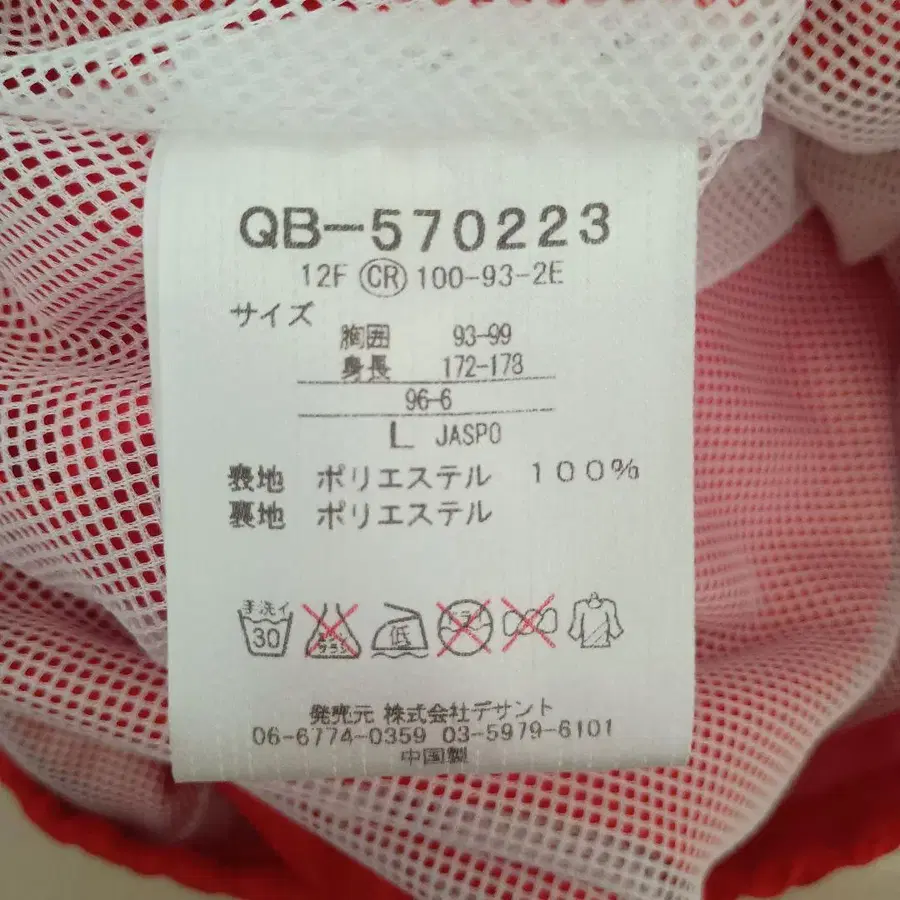 QB-570223
12F CR 100-93-2E
サイズ
胸囲 93-99
身長 172-178
96-6
L JASPO
表地 ポリエステル 100%
裏地 ポリエステル
手洗イ
30
低
発売元 株式会社デサント
06-6774-0359 03-5979-6101
中国製